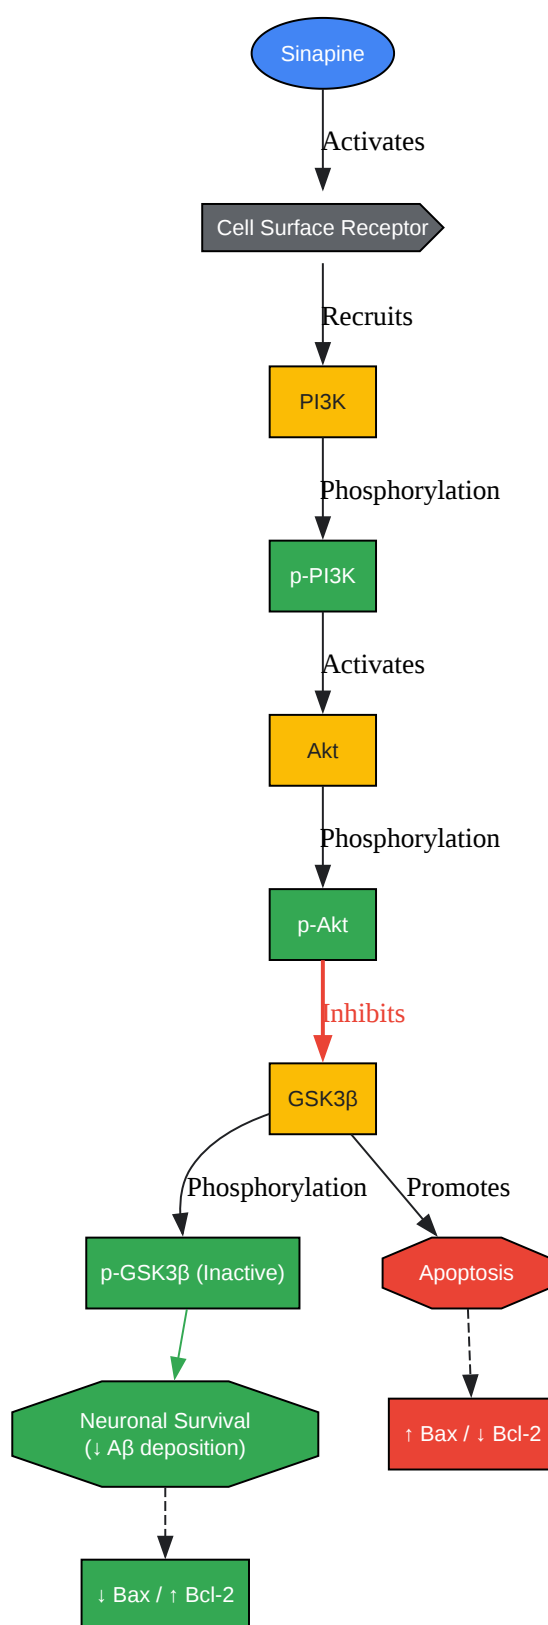 Sinapine
Activates
Cell Surface Receptor
Recruits
PI3K
Phosphorylation
p-PI3K
Activates
Akt
Phosphorylation
p-Akt
Inhibits
GSK3β
Phosphorylation
Promotes
p-GSK3β (Inactive)
Apoptosis
Neuronal Survival
(↓ Aβ deposition)
↑ Bax / ↓ Bcl-2
↓ Bax / ↑ Bcl-2